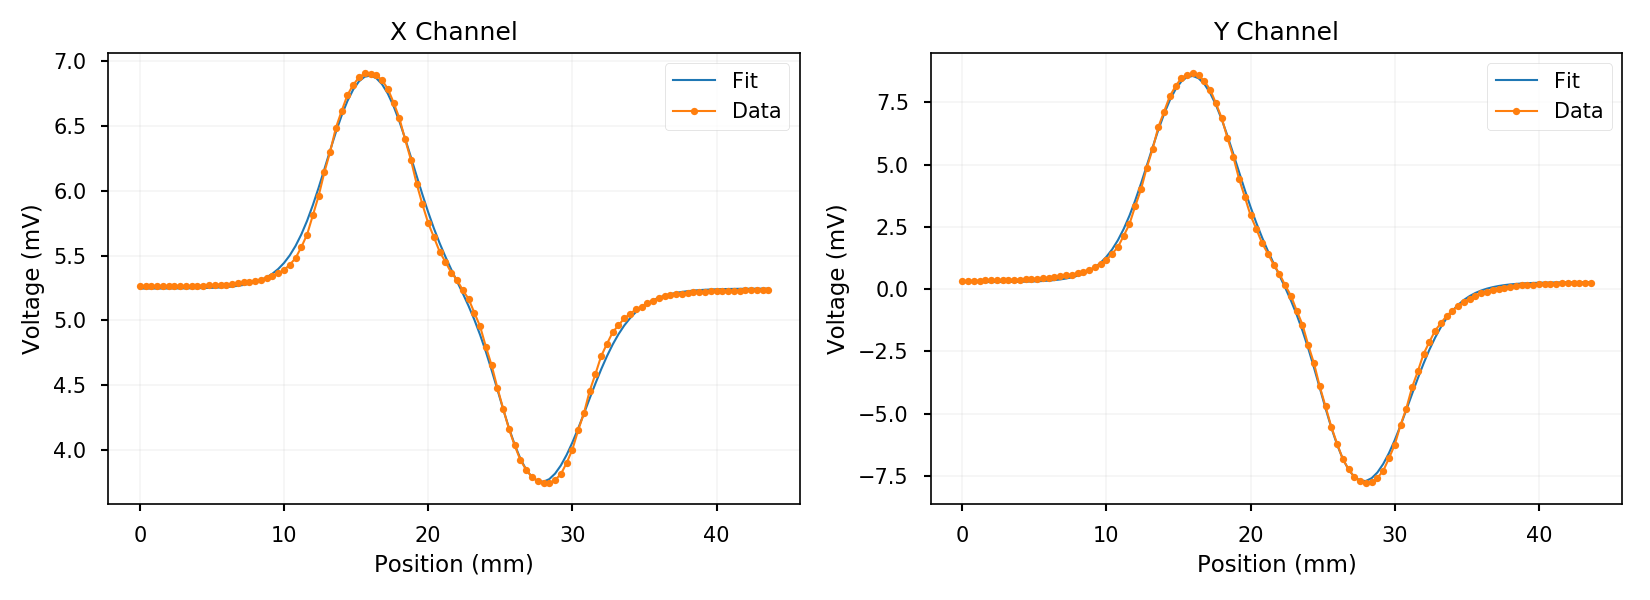 X Channel
7.0
6.5
6.0
5.5
5.0
4.5
4.0
Voltage (mV)
0
10
20
30
40
Position (mm)
Fit
Data
Y Channel
7.5
5.0
2.5
0.0
−2.5
−5.0
−7.5
Voltage (mV)
0
10
20
30
40
Position (mm)
Fit
Data